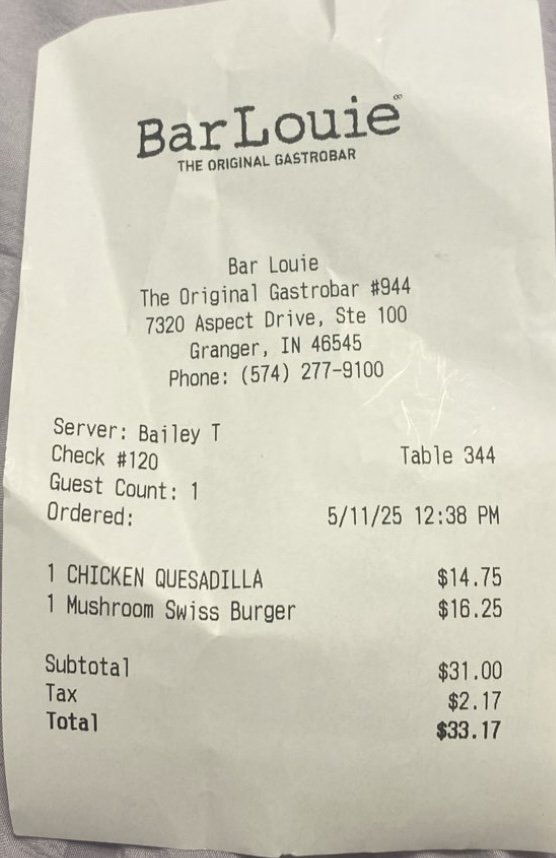 Bar Louie
THE ORIGINAL GASTROBAR
Bar Louie
The Original Gastrobar #944
7320 Aspect Drive, Ste 100
Granger, IN 46545
Phone: (574) 277-9100
Server: Bailey T
Check #120 Table 344
Guest Count: 1
Ordered: 5/11/25 12:38 PM
1 CHICKEN QUESADILLA $14.75
1 Mushroom Swiss Burger $16.25
Subtotal $31.00
Tax $2.17
Total $33.17